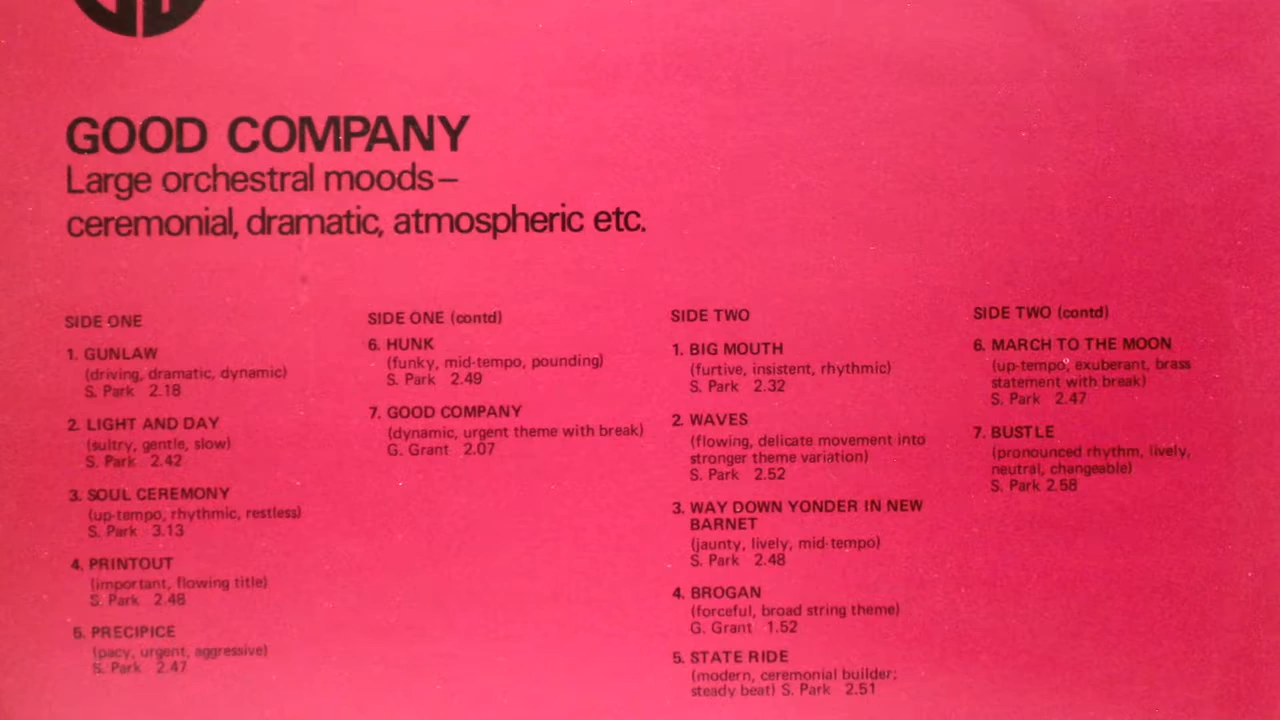 GOOD COMPANY
Large orchestral moods–
ceremonial, dramatic, atmospheric etc.
SIDE ONE
1. GUNLAW
(driving, dramatic, dynamic)
S. Park 2.18
2. LIGHT AND DAY
(sultry, gentle, slow)
S. Park 2.42
3. SOUL CEREMONY
(up-tempo, rhythmic, restless)
S. Park 3.13
4. PRINTOUT
(important, flowing title)
S. Park 2.48
5. PRECIPICE
(pacy, urgent, aggressive)
S. Park 2.47
SIDE ONE (contd)
6. HUNK
(funky, mid-tempo, pounding)
S. Park 2.49
7. GOOD COMPANY
(dynamic, urgent theme with break)
G. Grant 2.07
SIDE TWO
1. BIG MOUTH
(furtive, insistent, rhythmic)
S. Park 2.32
2. WAVES
(flowing, delicate movement into
stronger theme variation)
S. Park 2.52
3. WAY DOWN YONDER IN NEW
BARNET
(jaunty, lively, mid-tempo)
S. Park 2.48
4. BROGAN
(forceful, broad string theme)
G. Grant 1.52
5. STATE RIDE
(modern, ceremonial builder;
steady beat) S. Park 2.51
SIDE TWO (contd)
6. MARCH TO THE MOON
(up-tempo, exuberant, brass
statement with break)
S. Park 2.47
7. BUSTLE
(pronounced rhythm, lively,
neutral, changeable)
S. Park 2.58